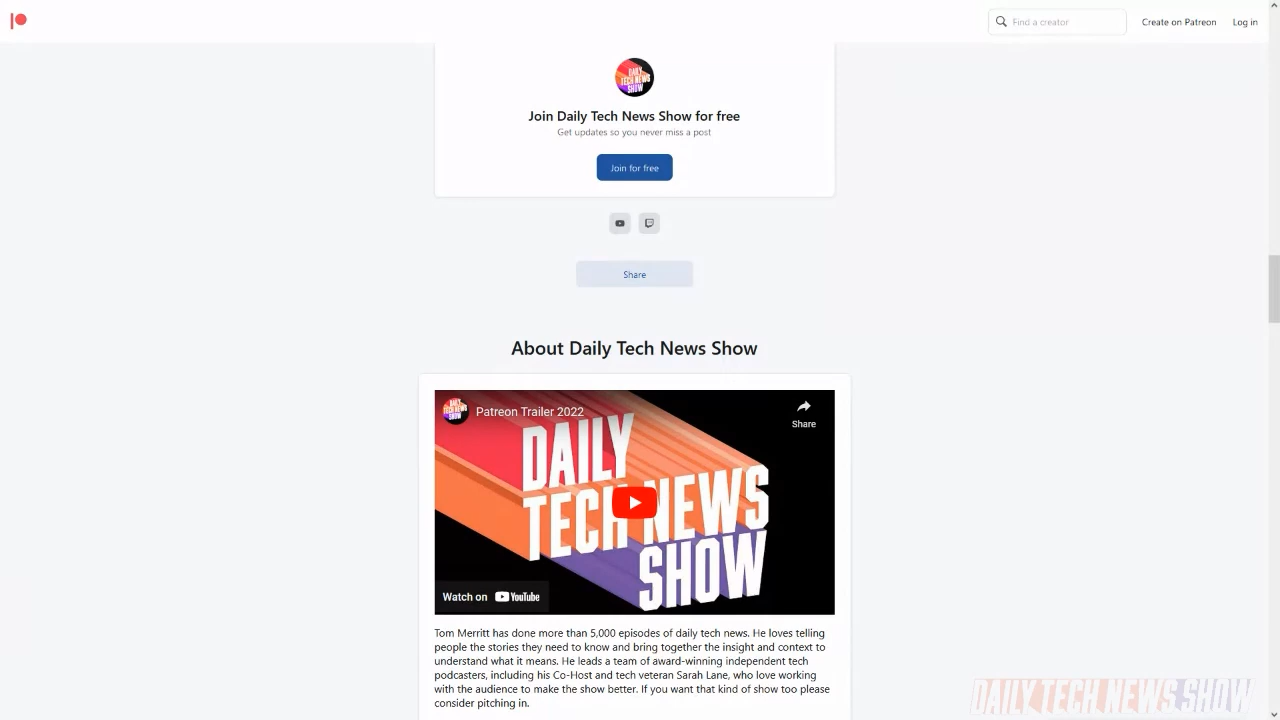 Find a creator
Create on Patreon
Log in
DAILY
TECH NEWS
SHOW
Join Daily Tech News Show for free
Get updates so you never miss a post
Join for free
Share
About Daily Tech News Show
DAILY
TECH NEWS
SHOW
Patreon Trailer 2022
Share
DAILY
TECH NEWS
SHOW
Watch on YouTube
Tom Merritt has done more than 5,000 episodes of daily tech news. He loves telling
people the stories they need to know and bring together the insight and context to
understand what it means. He leads a team of award-winning independent tech
podcasters, including his Co-Host and tech veteran Sarah Lane, who love working
with the audience to make the show better. If you want that kind of show too please
consider pitching in.
DAILY TECH NEWS SHOW